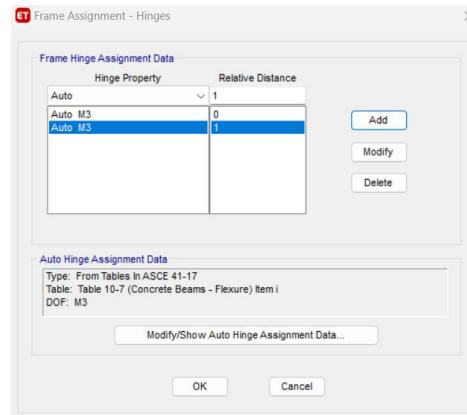 ET Frame Assignment - Hinges
Frame Hinge Assignment Data
Hinge Property Relative Distance
Auto 1
Auto M3 0
Auto M3 1
Add
Modify
Delete
Auto Hinge Assignment Data
Type: From Tables In ASCE 41-17
Table: Table 10-7 (Concrete Beams - Flexure) Item i
DOF: M3
Modify/Show Auto Hinge Assignment Data...
OK Cancel